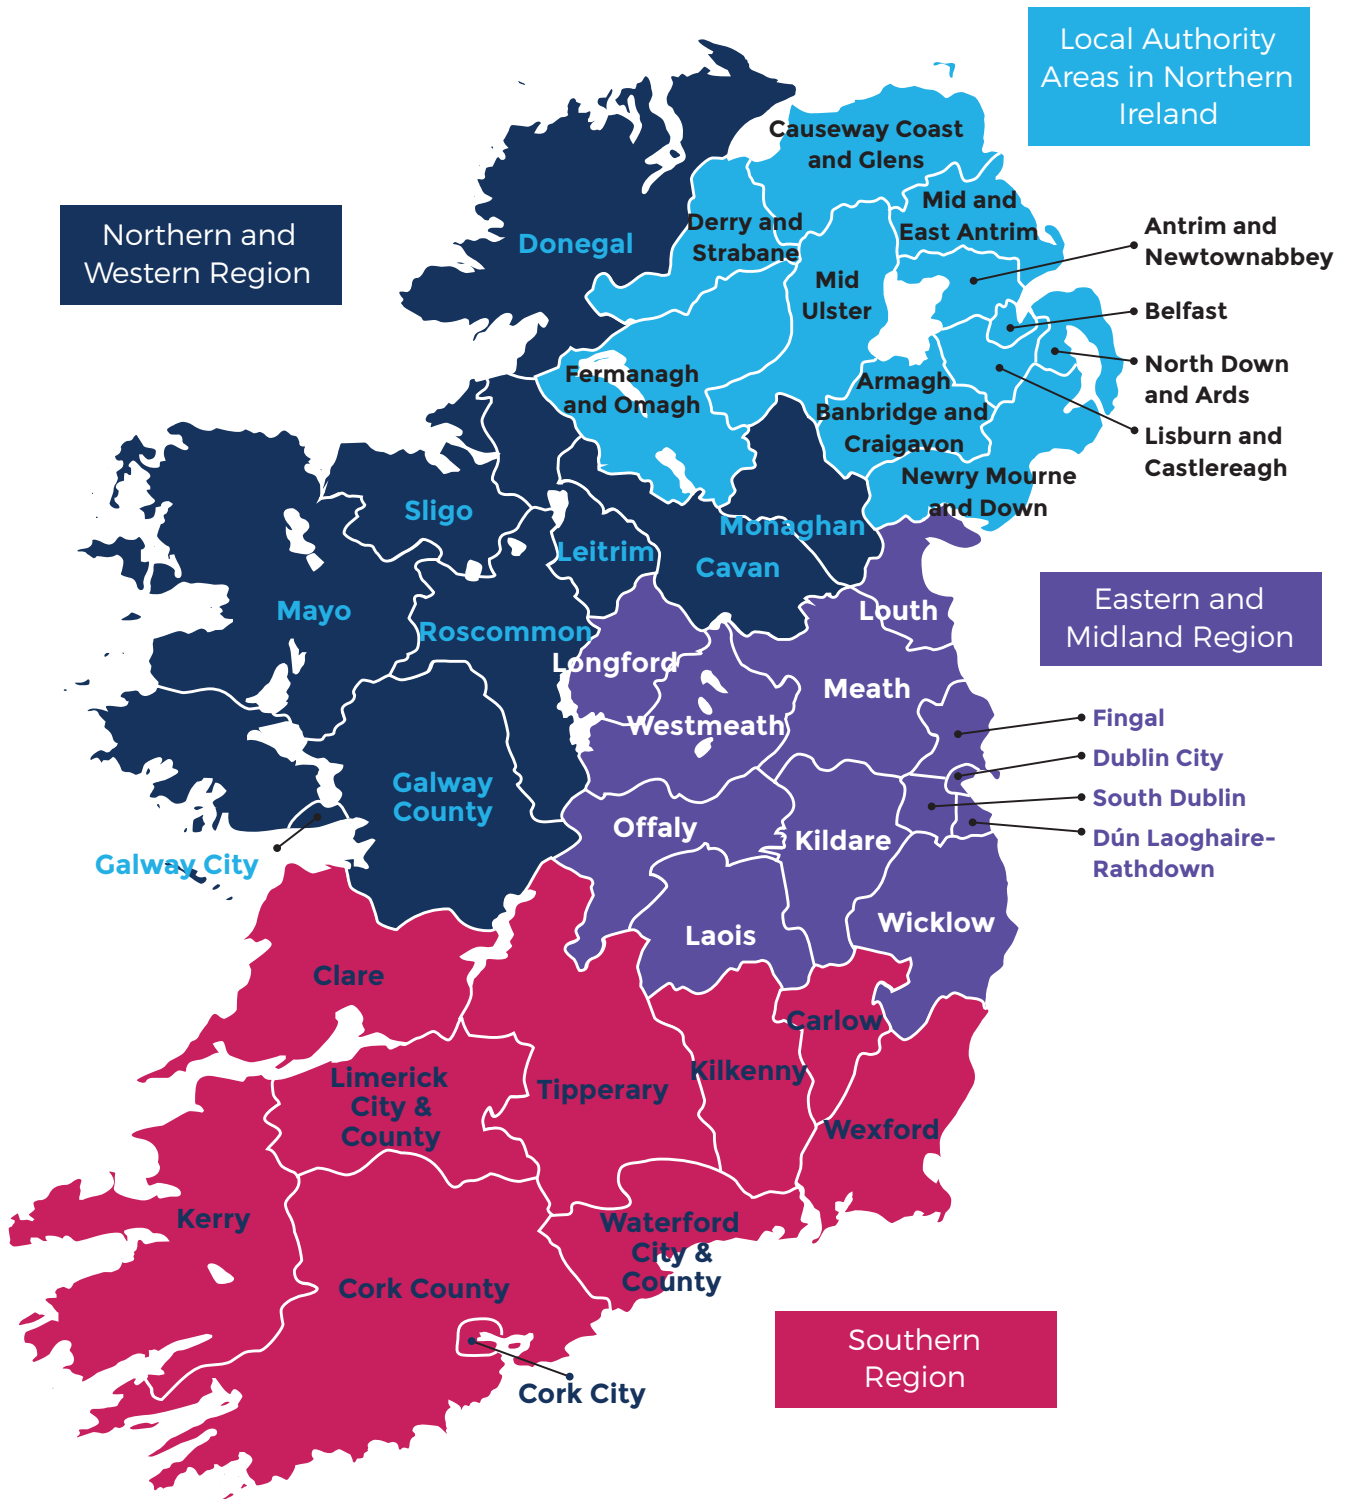 Local Authority
Areas in Northern
Ireland
Northern and
Western Region
Causeway Coast
and Glens
Mid and
East Antrim
Derry and
Strabane
Donegal
Mid
Ulster
Antrim and
Newtownabbey
Belfast
North Down
and Ards
Lisburn and
Castlereagh
Fermanagh
and Omagh
Armagh
Banbridge and
Craigavon
Newry Mourne
and Down
Sligo
Monaghan
Leitrim
Cavan
Mayo
Roscommon
Louth
Eastern and
Midland Region
Longford
Meath
Westmeath
Fingal
Dublin City
South Dublin
Dún Laoghaire-
Rathdown
Galway
County
Offaly
Kildare
Galway City
Laois
Wicklow
Clare
Carlow
Kilkenny
Limerick
City &
County
Tipperary
Wexford
Kerry
Waterford
City &
County
Cork County
Cork City
Southern
Region